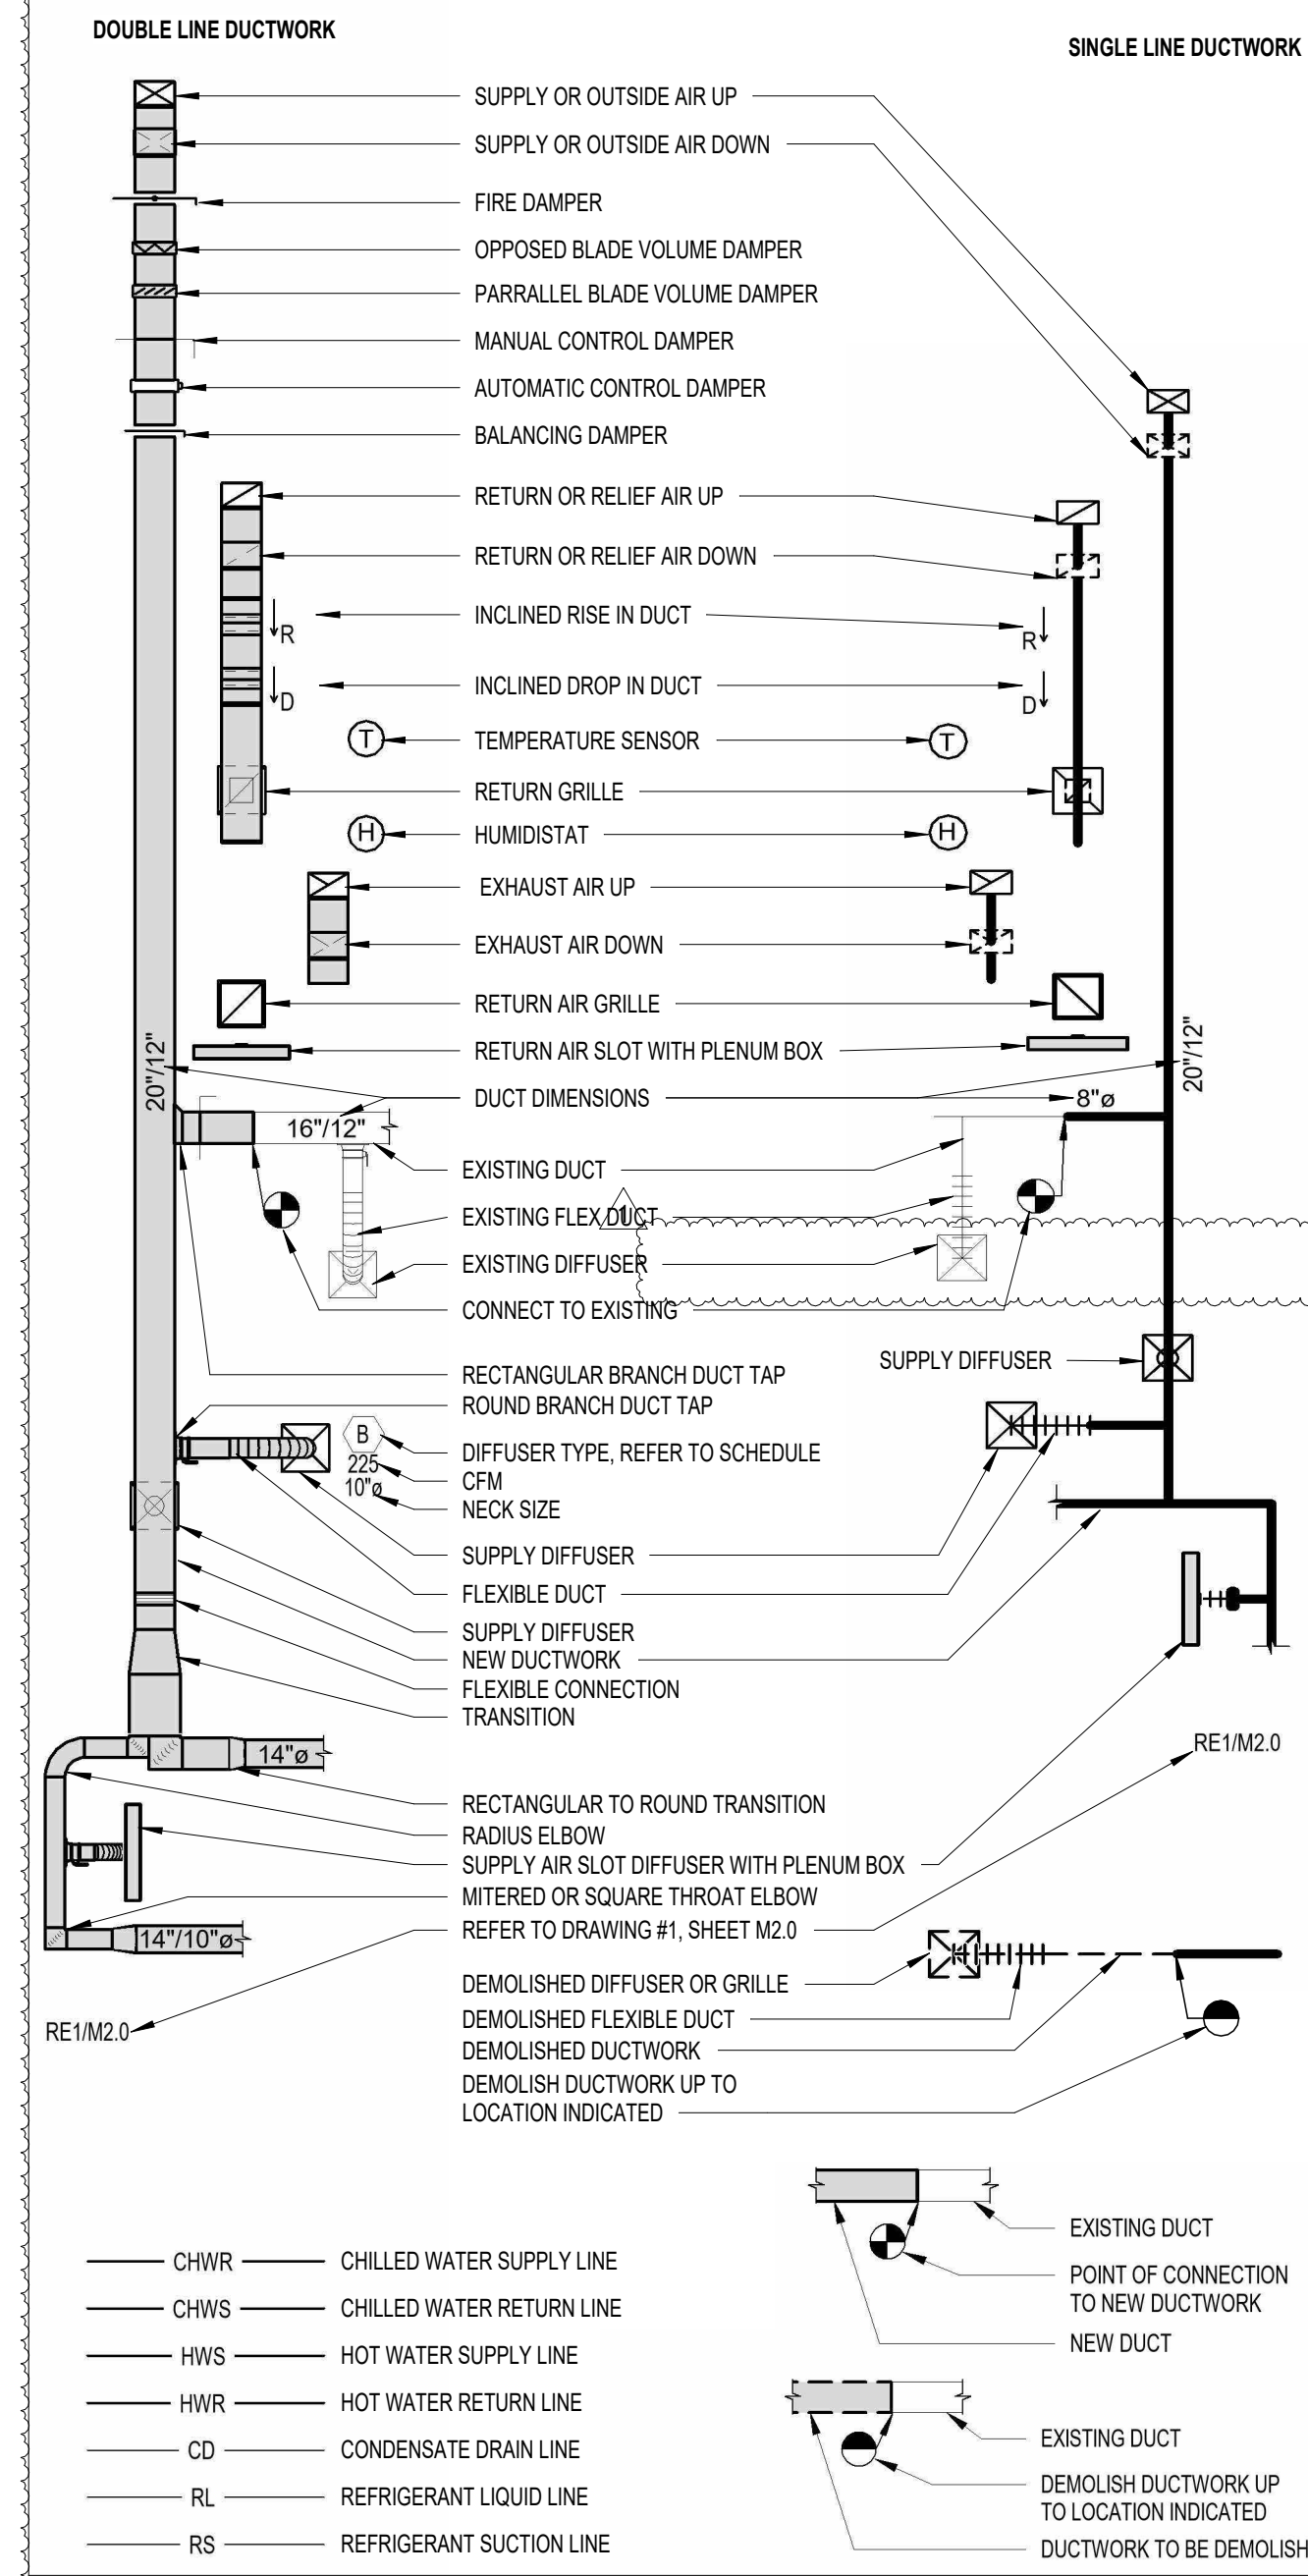 DOUBLE LINE DUCTWORK
SINGLE LINE DUCTWORK
SUPPLY OR OUTSIDE AIR UP
SUPPLY OR OUTSIDE AIR DOWN
FIRE DAMPER
OPPOSED BLADE VOLUME DAMPER
PARRALLEL BLADE VOLUME DAMPER
MANUAL CONTROL DAMPER
AUTOMATIC CONTROL DAMPER
BALANCING DAMPER
RETURN OR RELIEF AIR UP
RETURN OR RELIEF AIR DOWN
INCLINED RISE IN DUCT
R
R
INCLINED DROP IN DUCT
D
D
T
TEMPERATURE SENSOR
T
RETURN GRILLE
H
HUMIDISTAT
H
EXHAUST AIR UP
EXHAUST AIR DOWN
RETURN AIR GRILLE
RETURN AIR SLOT WITH PLENUM BOX
20"/12"
20"/12"
DUCT DIMENSIONS
8"ø
16"/12"
EXISTING DUCT
EXISTING FLEX DUCT
1
EXISTING DIFFUSER
CONNECT TO EXISTING
SUPPLY DIFFUSER
RECTANGULAR BRANCH DUCT TAP
ROUND BRANCH DUCT TAP
B
DIFFUSER TYPE, REFER TO SCHEDULE
225
CFM
10"ø
NECK SIZE
SUPPLY DIFFUSER
FLEXIBLE DUCT
SUPPLY DIFFUSER
NEW DUCTWORK
FLEXIBLE CONNECTION
TRANSITION
14"ø
RE1/M2.0
RECTANGULAR TO ROUND TRANSITION
RADIUS ELBOW
SUPPLY AIR SLOT DIFFUSER WITH PLENUM BOX
MITERED OR SQUARE THROAT ELBOW
REFER TO DRAWING #1, SHEET M2.0
14"/10"ø
DEMOLISHED DIFFUSER OR GRILLE
DEMOLISHED FLEXIBLE DUCT
RE1/M2.0
DEMOLISHED DUCTWORK
DEMOLISH DUCTWORK UP TO
LOCATION INDICATED
CHWR CHILLED WATER SUPPLY LINE
CHWS CHILLED WATER RETURN LINE
HWS HOT WATER SUPPLY LINE
HWR HOT WATER RETURN LINE
CD CONDENSATE DRAIN LINE
RL REFRIGERANT LIQUID LINE
RS REFRIGERANT SUCTION LINE
EXISTING DUCT
POINT OF CONNECTION
TO NEW DUCTWORK
NEW DUCT
EXISTING DUCT
DEMOLISH DUCTWORK UP
TO LOCATION INDICATED
DUCTWORK TO BE DEMOLISH